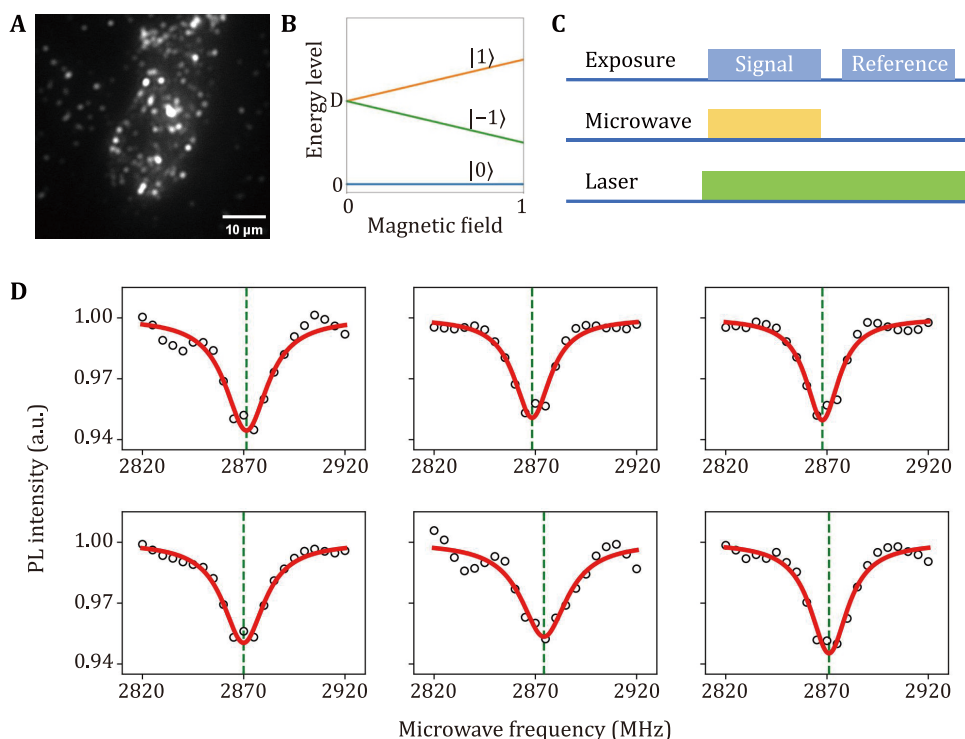 A
10 μm
B
Energy level
D
0
|1⟩
|−1⟩
|0⟩
0
1
Magnetic field
C
Exposure
Signal
Reference
Microwave
Laser
D
PL intensity (a.u.)
1.00
0.97
0.94
2820 2870 2920
2820 2870 2920
2820 2870 2920
1.00
0.97
0.94
2820 2870 2920
2820 2870 2920
2820 2870 2920
Microwave frequency (MHz)